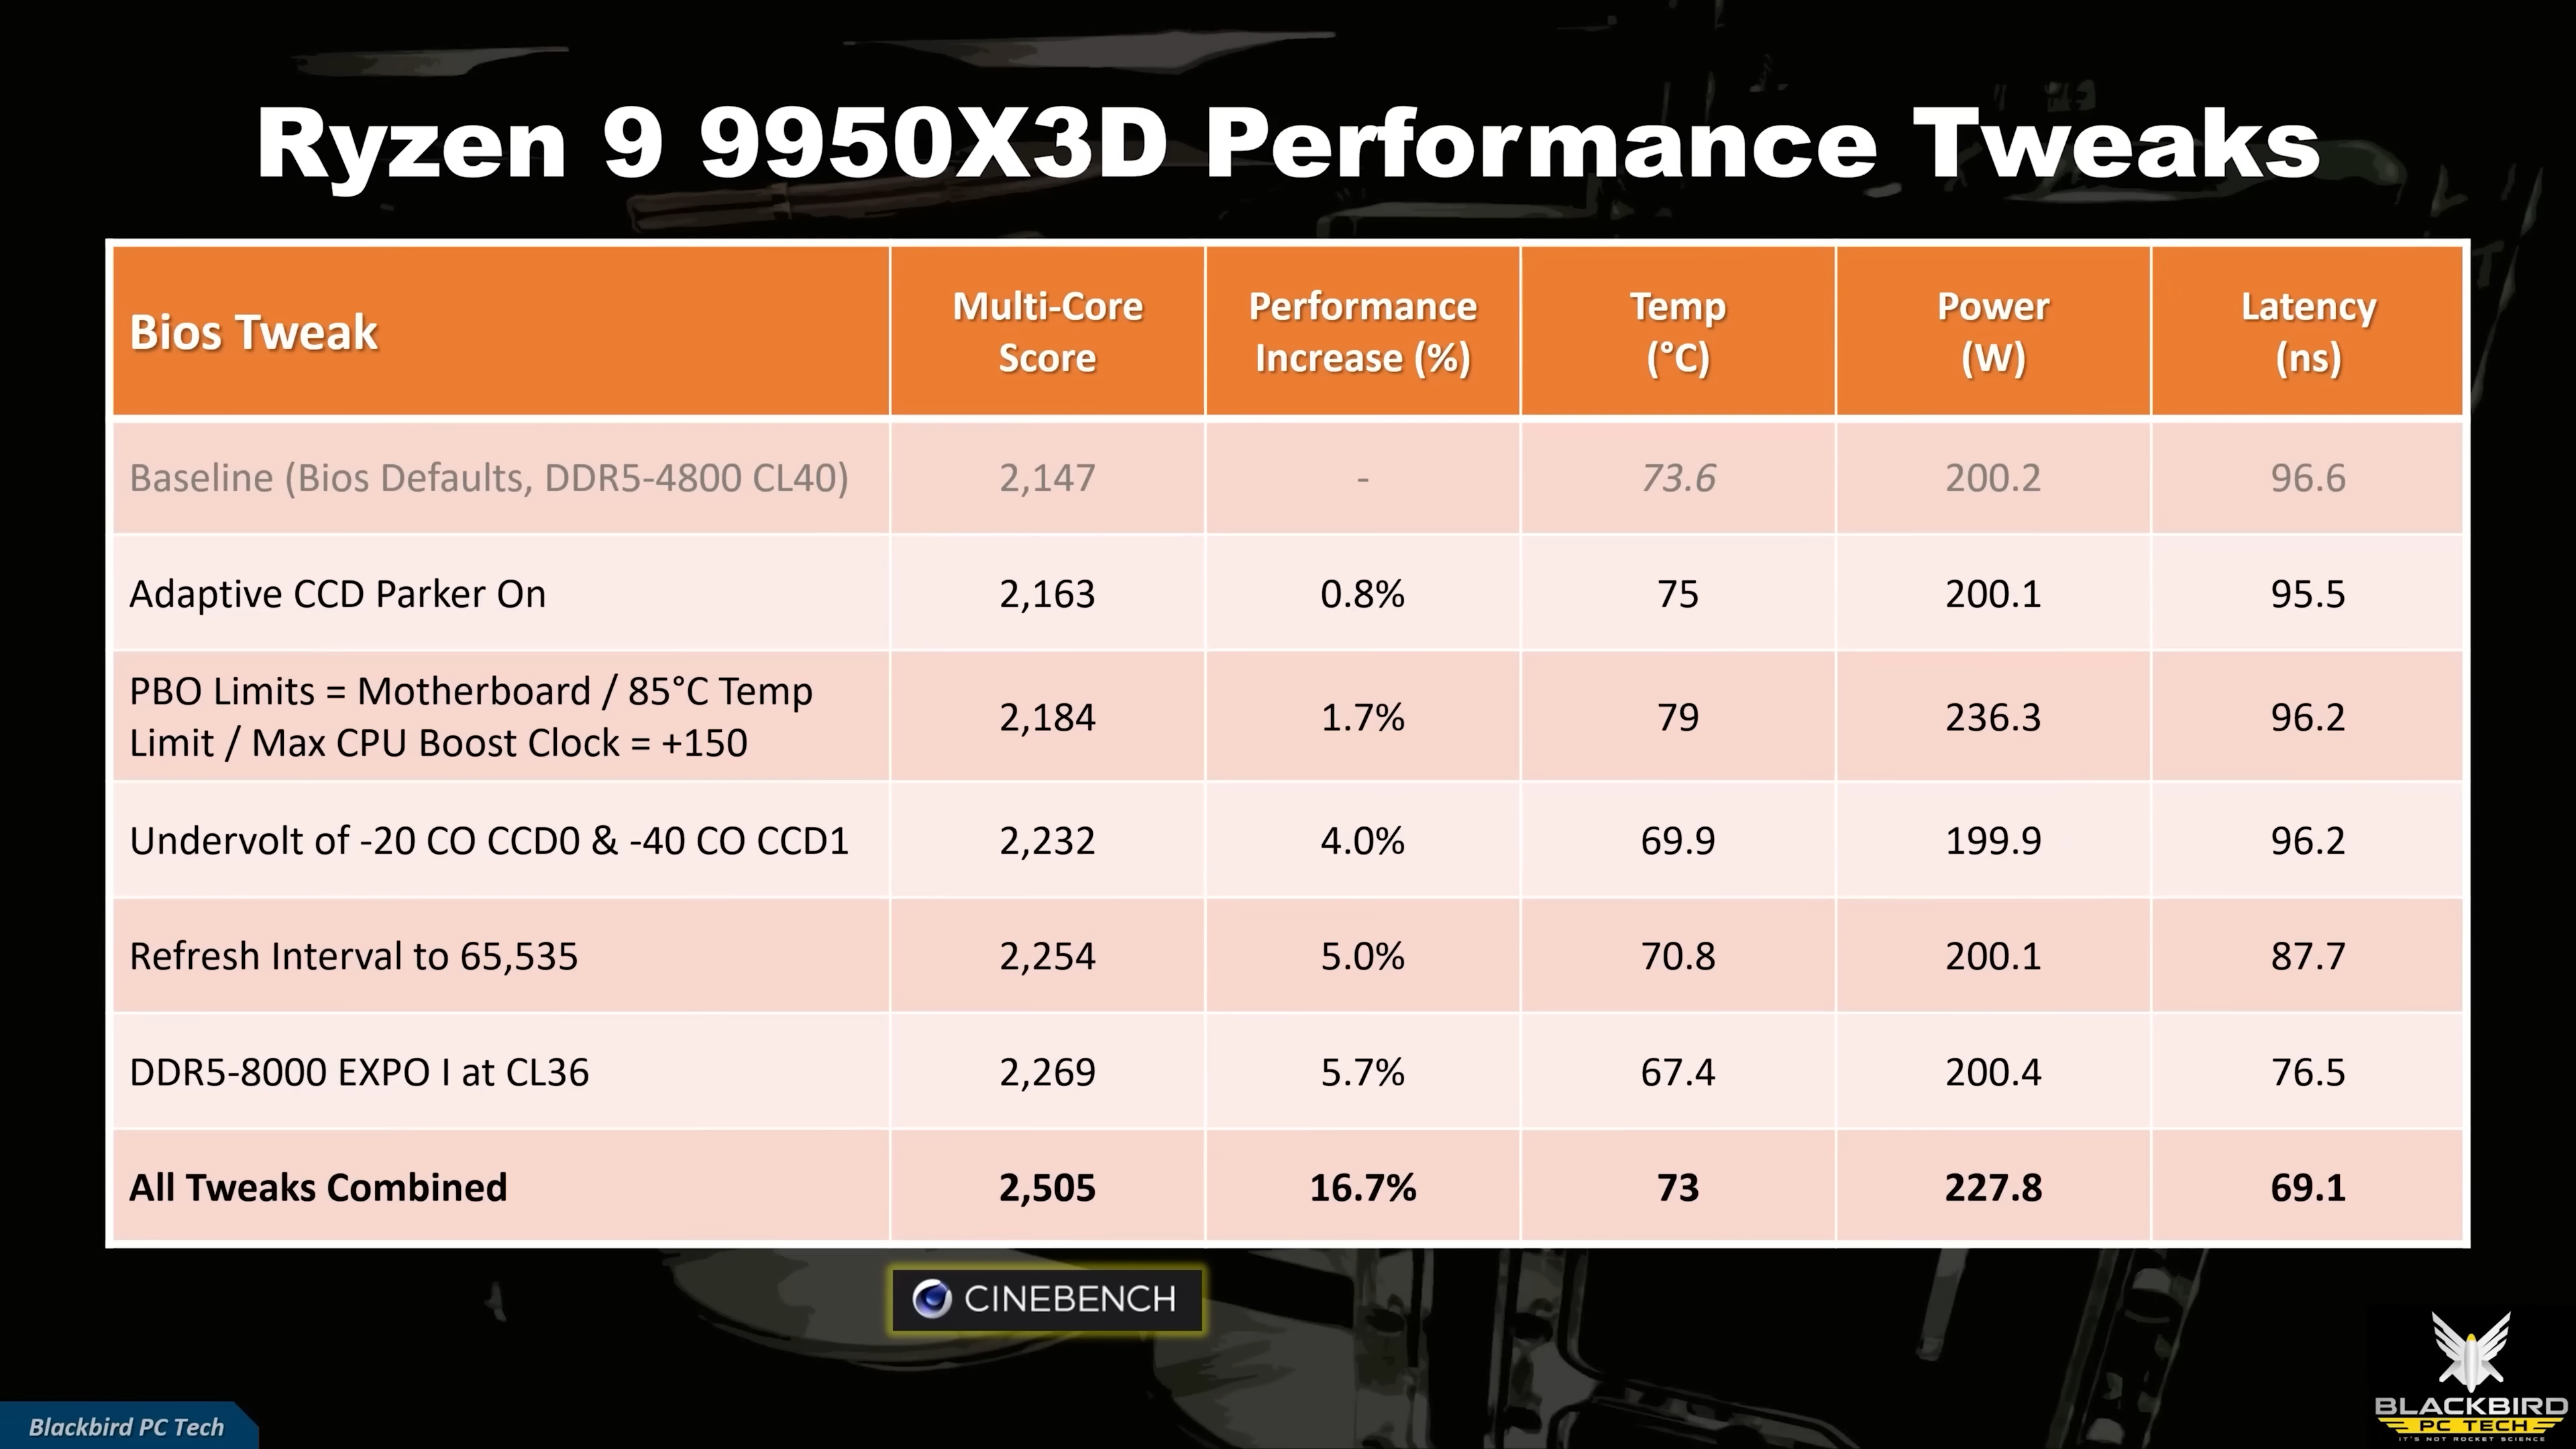 Ryzen 9 9950X3D Performance Tweaks
Bios Tweak
Multi-Core
Score
Performance
Increase (%)
Temp
(°C)
Power
(W)
Latency
(ns)
Baseline (Bios Defaults, DDR5-4800 CL40) 2,147 - 73.6 200.2 96.6
Adaptive CCD Parker On 2,163 0.8% 75 200.1 95.5
PBO Limits = Motherboard / 85°C Temp
Limit / Max CPU Boost Clock = +150
2,184 1.7% 79 236.3 96.2
Undervolt of -20 CO CCD0 & -40 CO CCD1 2,232 4.0% 69.9 199.9 96.2
Refresh Interval to 65,535 2,254 5.0% 70.8 200.1 87.7
DDR5-8000 EXPO I at CL36 2,269 5.7% 67.4 200.4 76.5
All Tweaks Combined 2,505 16.7% 73 227.8 69.1
CINEBENCH
Blackbird PC Tech
BLACKBIRD
PC TECH
IT'S NOT ROCKET SCIENCE